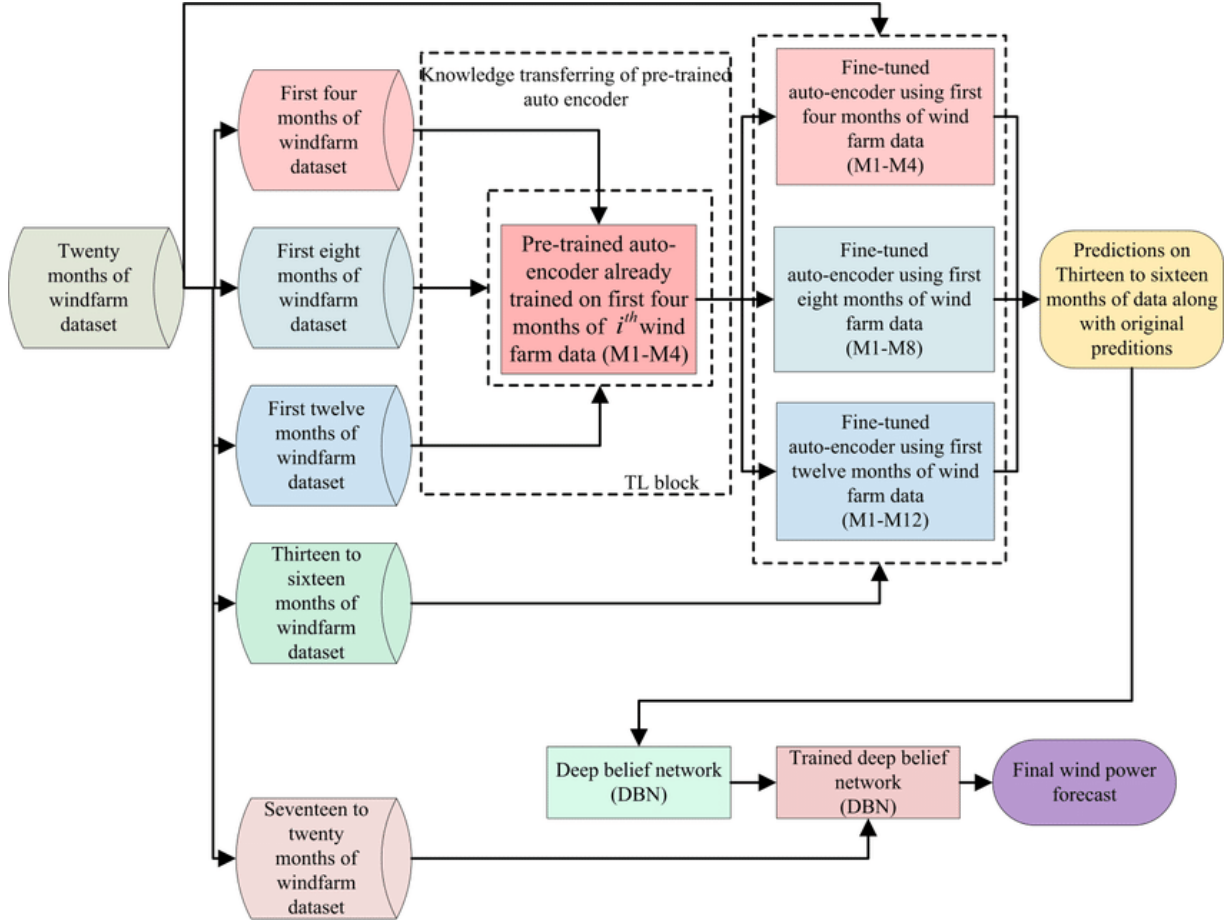 Twenty
months of
windfarm
dataset
First four
months of
windfarm
dataset
First eight
months of
windfarm
dataset
First twelve
months of
windfarm
dataset
Thirteen to
sixteen
months of
windfarm
dataset
Seventeen to
twenty
months of
windfarm
dataset
Knowledge transferring of pre-trained
auto encoder
Pre-trained auto-
encoder already
trained on first four
months of i^th wind
farm data (M1-M4)
TL block
Fine-tuned
auto-encoder using first
four months of wind
farm data
(M1-M4)
Fine-tuned
auto-encoder using first
eight months of wind
farm data
(M1-M8)
Fine-tuned
auto-encoder using first
twelve months of wind
farm data
(M1-M12)
Predictions on
Thirteen to sixteen
months of data along
with original
preditions
Deep belief network
(DBN)
Trained deep belief
network
(DBN)
Final wind power
forecast